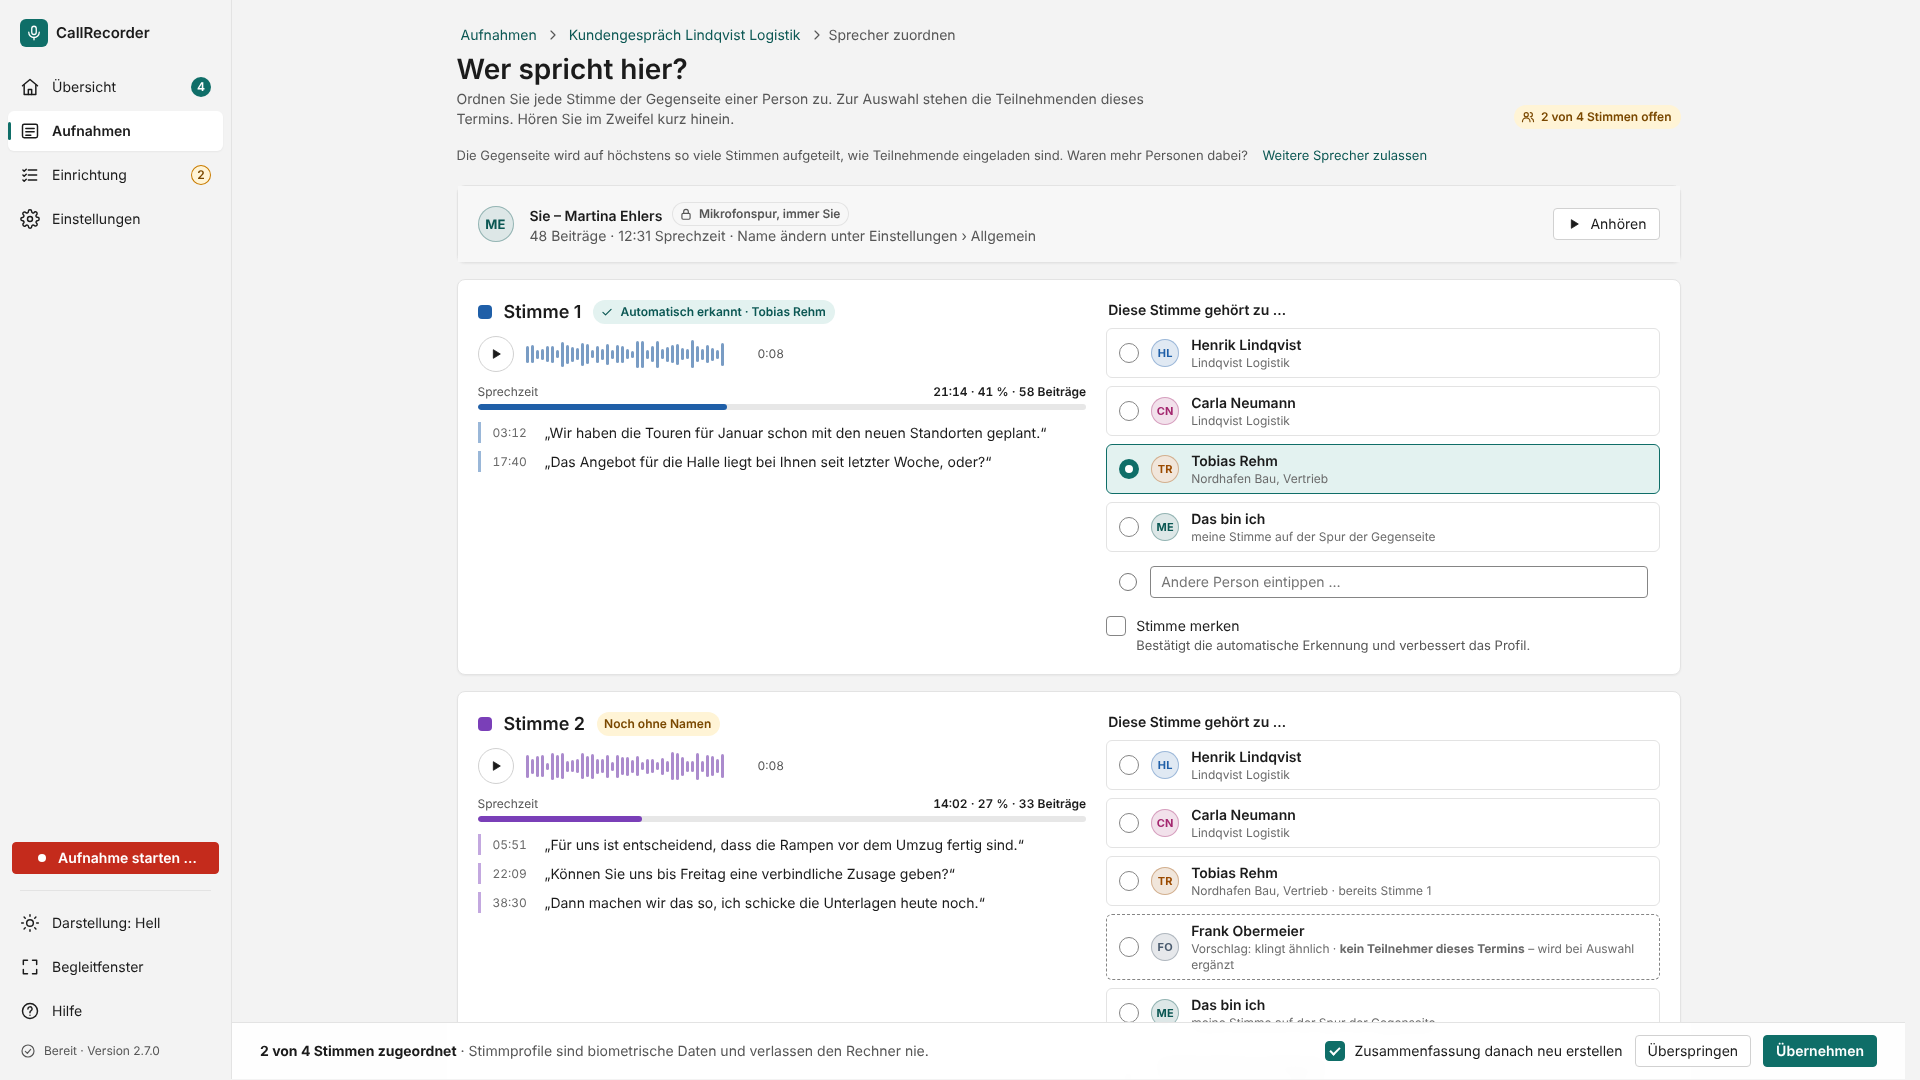 CallRecorder
Übersicht 4
Aufnahmen
Einrichtung 2
Einstellungen
Aufnahme starten …
Darstellung: Hell
Begleitfenster
Hilfe
Bereit · Version 2.7.0
Aufnahmen > Kundengespräch Lindqvist Logistik > Sprecher zuordnen
Wer spricht hier?
Ordnen Sie jede Stimme der Gegenseite einer Person zu. Zur Auswahl stehen die Teilnehmenden dieses
Termins. Hören Sie im Zweifel kurz hinein.
2 von 4 Stimmen offen
Die Gegenseite wird auf höchstens so viele Stimmen aufgeteilt, wie Teilnehmende eingeladen sind. Waren mehr Personen dabei? Weitere Sprecher zulassen
ME
Sie – Martina Ehlers
Mikrofonspur, immer Sie
48 Beiträge · 12:31 Sprechzeit · Name ändern unter Einstellungen › Allgemein
Anhören
Stimme 1
Automatisch erkannt · Tobias Rehm
0:08
Sprechzeit
21:14 · 41 % · 58 Beiträge
03:12 „Wir haben die Touren für Januar schon mit den neuen Standorten geplant.“
17:40 „Das Angebot für die Halle liegt bei Ihnen seit letzter Woche, oder?“
Diese Stimme gehört zu …
HL
Henrik Lindqvist
Lindqvist Logistik
CN
Carla Neumann
Lindqvist Logistik
TR
Tobias Rehm
Nordhafen Bau, Vertrieb
ME
Das bin ich
meine Stimme auf der Spur der Gegenseite
Andere Person eintippen …
Stimme merken
Bestätigt die automatische Erkennung und verbessert das Profil.
Stimme 2
Noch ohne Namen
0:08
Sprechzeit
14:02 · 27 % · 33 Beiträge
05:51 „Für uns ist entscheidend, dass die Rampen vor dem Umzug fertig sind.“
22:09 „Können Sie uns bis Freitag eine verbindliche Zusage geben?“
38:30 „Dann machen wir das so, ich schicke die Unterlagen heute noch.“
Diese Stimme gehört zu …
HL
Henrik Lindqvist
Lindqvist Logistik
CN
Carla Neumann
Lindqvist Logistik
TR
Tobias Rehm
Nordhafen Bau, Vertrieb · bereits Stimme 1
FO
Frank Obermeier
Vorschlag: klingt ähnlich · kein Teilnehmer dieses Termins – wird bei Auswahl
ergänzt
ME
Das bin ich
meine Stimme auf der Spur der Gegenseite
2 von 4 Stimmen zugeordnet · Stimmprofile sind biometrische Daten und verlassen den Rechner nie.
Zusammenfassung danach neu erstellen
Überspringen
Übernehmen